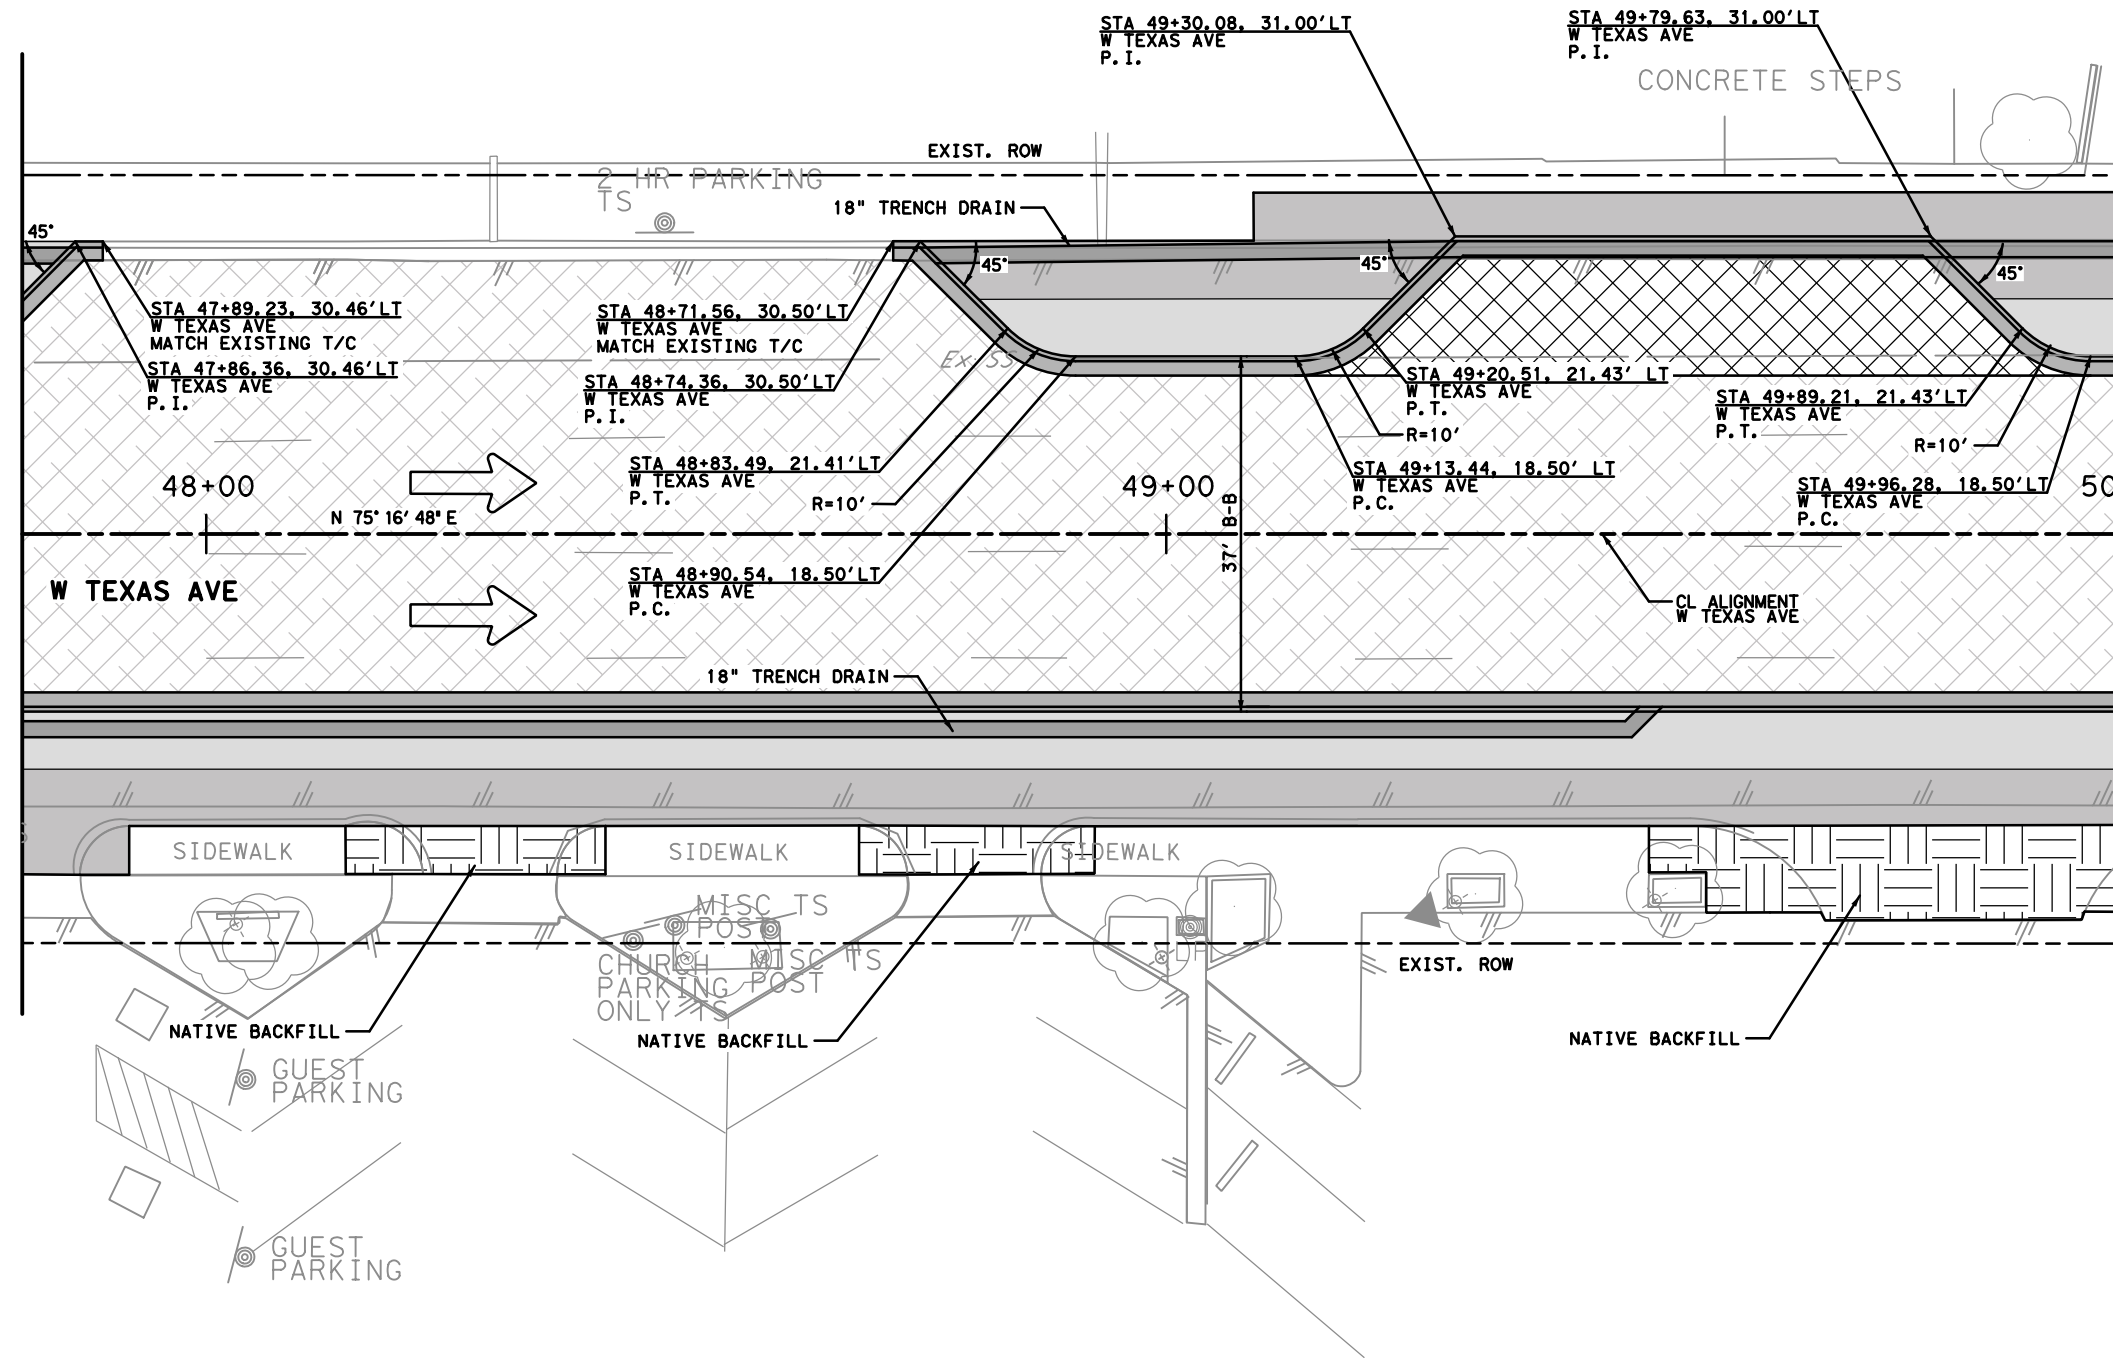 STA 49+30.08, 31.00'LT
W TEXAS AVE
P.I.
STA 49+79.63, 31.00'LT
W TEXAS AVE
P.I.
CONCRETE STEPS
EXIST. ROW
2 HR PARKING
TS
18" TRENCH DRAIN
45°
45°
45°
45°
STA 47+89.23, 30.46'LT
W TEXAS AVE
MATCH EXISTING T/C
STA 47+86.36, 30.46'LT
W TEXAS AVE
P.I.
STA 48+71.56, 30.50'LT
W TEXAS AVE
MATCH EXISTING T/C
STA 48+74.36, 30.50'LT
W TEXAS AVE
P.I.
Ex SS
STA 49+20.51, 21.43' LT
W TEXAS AVE
P.T.
R=10'
STA 49+89.21, 21.43'LT
W TEXAS AVE
P.T.
R=10'
STA 48+83.49, 21.41'LT
W TEXAS AVE
P.T.
R=10'
STA 49+13.44, 18.50' LT
W TEXAS AVE
P.C.
STA 49+96.28, 18.50'LT
W TEXAS AVE
P.C.
48+00
49+00
50
N 75°16'48" E
37' B-B
W TEXAS AVE
STA 48+90.54, 18.50'LT
W TEXAS AVE
P.C.
CL ALIGNMENT
W TEXAS AVE
18" TRENCH DRAIN
S
SIDEWALK
SIDEWALK
SIDEWALK
MISC TS
POST
MISC TS
POST
CHURCH
PARKING
ONLY TS
LP
EXIST. ROW
NATIVE BACKFILL
NATIVE BACKFILL
NATIVE BACKFILL
GUEST
PARKING
GUEST
PARKING